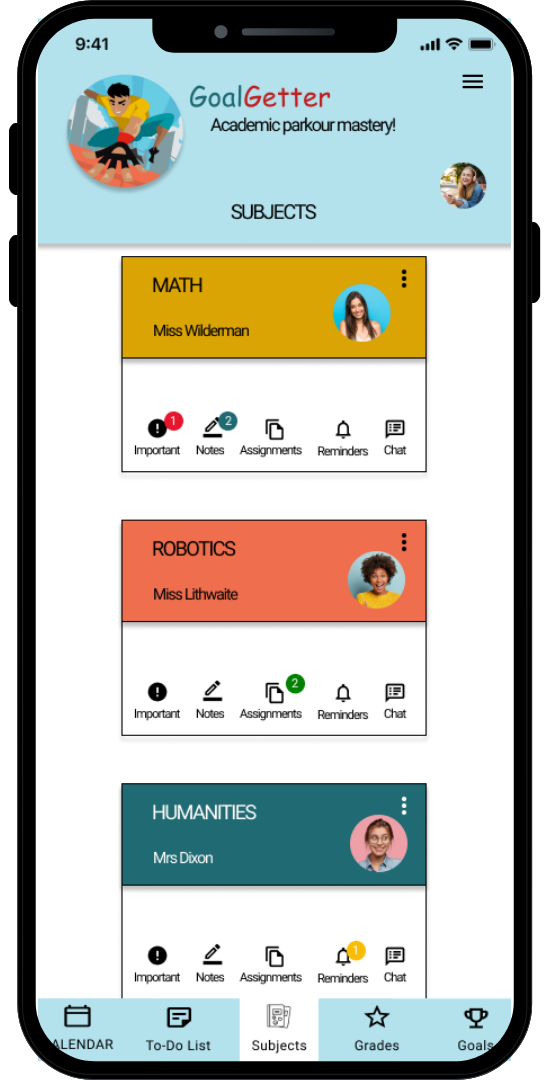 9:41
GoalGetter
Academic parkour mastery!
SUBJECTS
MATH
Miss Wilderman
1
2
Important Notes Assignments Reminders Chat
ROBOTICS
Miss Lithwaite
2
Important Notes Assignments Reminders Chat
HUMANITIES
Mrs Dixon
1
Important Notes Assignments Reminders Chat
ALENDAR To-Do List Subjects Grades Goals